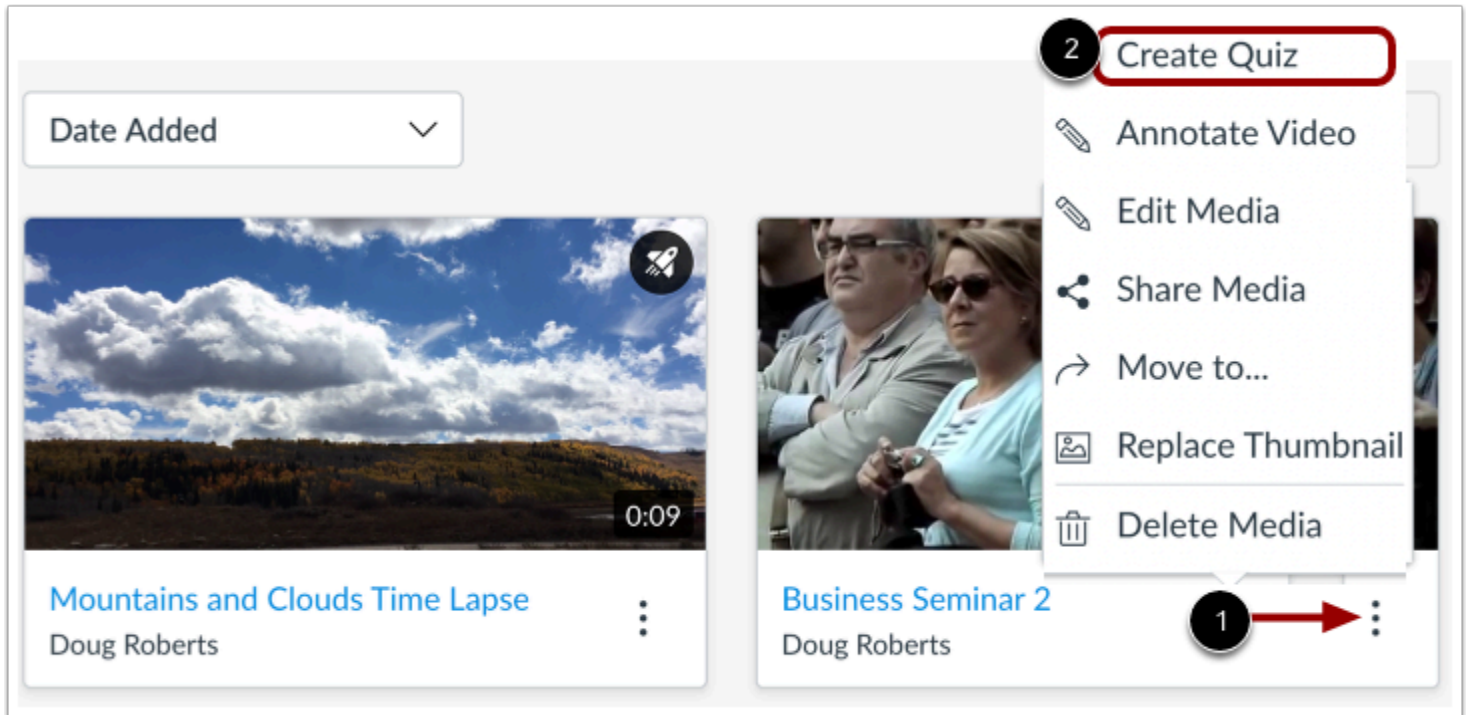 2
Create Quiz
Date Added
Annotate Video
Edit Media
Share Media
Move to...
Replace Thumbnail
0:09
Delete Media
Mountains and Clouds Time Lapse
Doug Roberts
Business Seminar 2
Doug Roberts
1